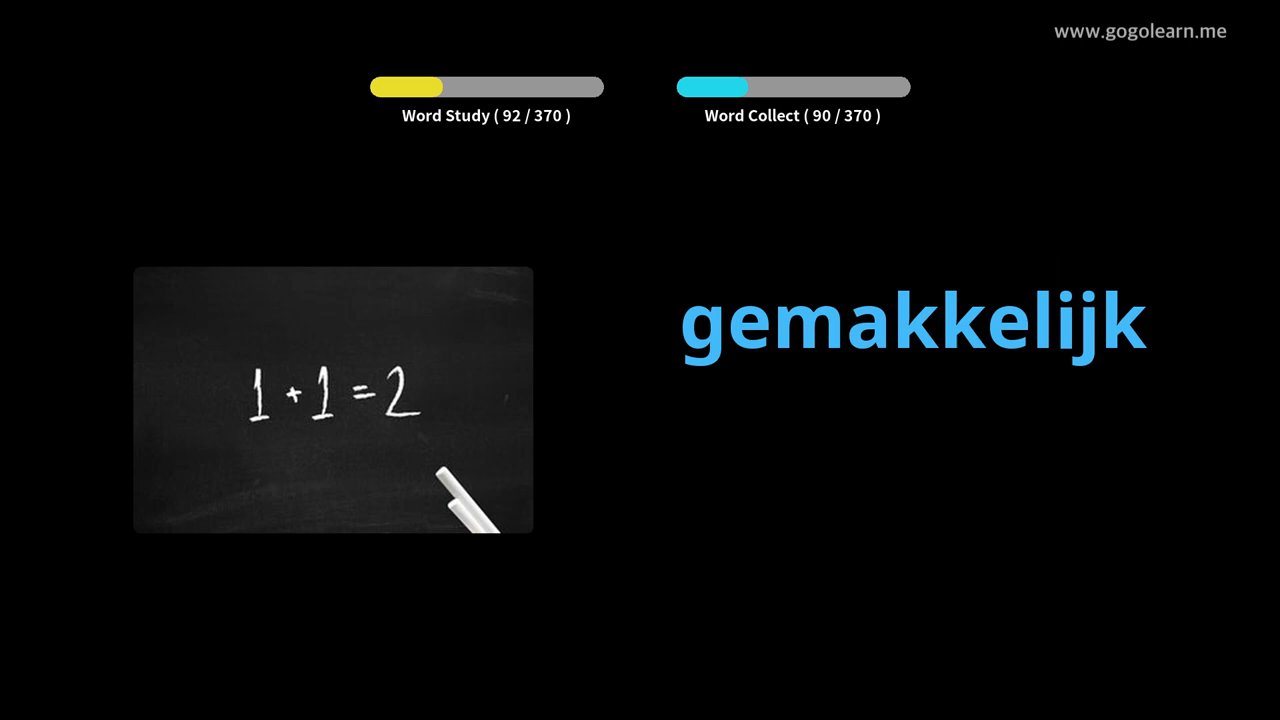 www.gogolearn.me
Word Study ( 92 / 370 )
Word Collect ( 90 / 370 )
1 + 1 = 2
gemakkelijk